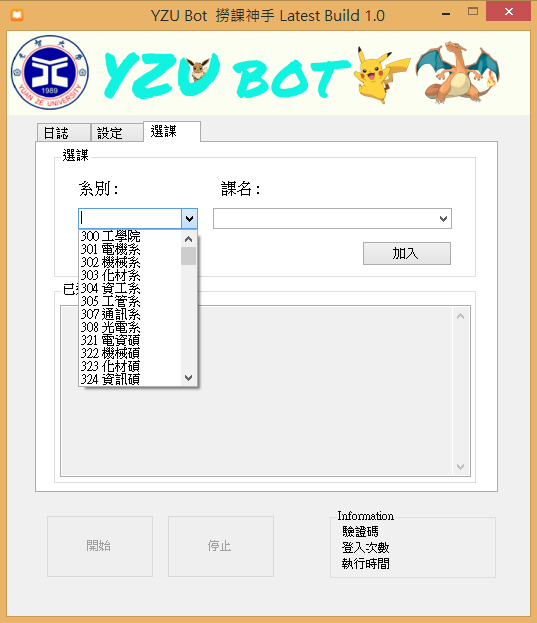 YZU Bot 撈課神手 Latest Build 1.0
YUAN ZE UNIVERSITY
1989
YZU BOT
日誌 設定 選課
選課
系別： 課名：
加入
300 工學院
301 電機系
302 機械系
303 化材系
304 資工系
305 工管系
307 通訊系
308 光電系
321 電資碩
322 機械碩
323 化材碩
324 資訊碩
開始 停止
Information
驗證碼
登入次數
執行時間